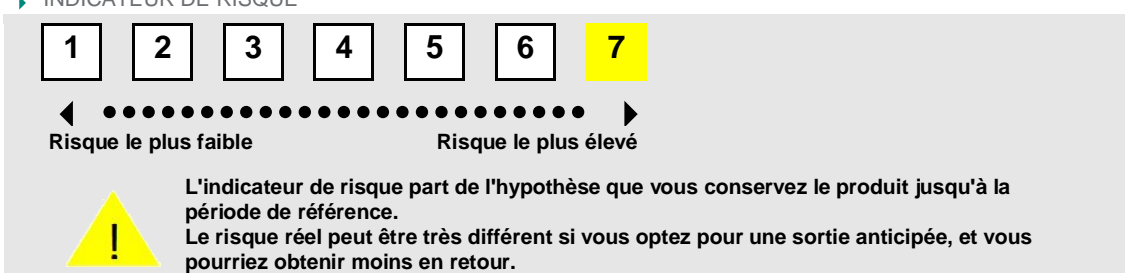 INDICATEUR DE RISQUE
1 2 3 4 5 6 7
Risque le plus faible Risque le plus élevé
L'indicateur de risque part de l'hypothèse que vous conservez le produit jusqu'à la
période de référence.
Le risque réel peut être très différent si vous optez pour une sortie anticipée, et vous
pourriez obtenir moins en retour.
!